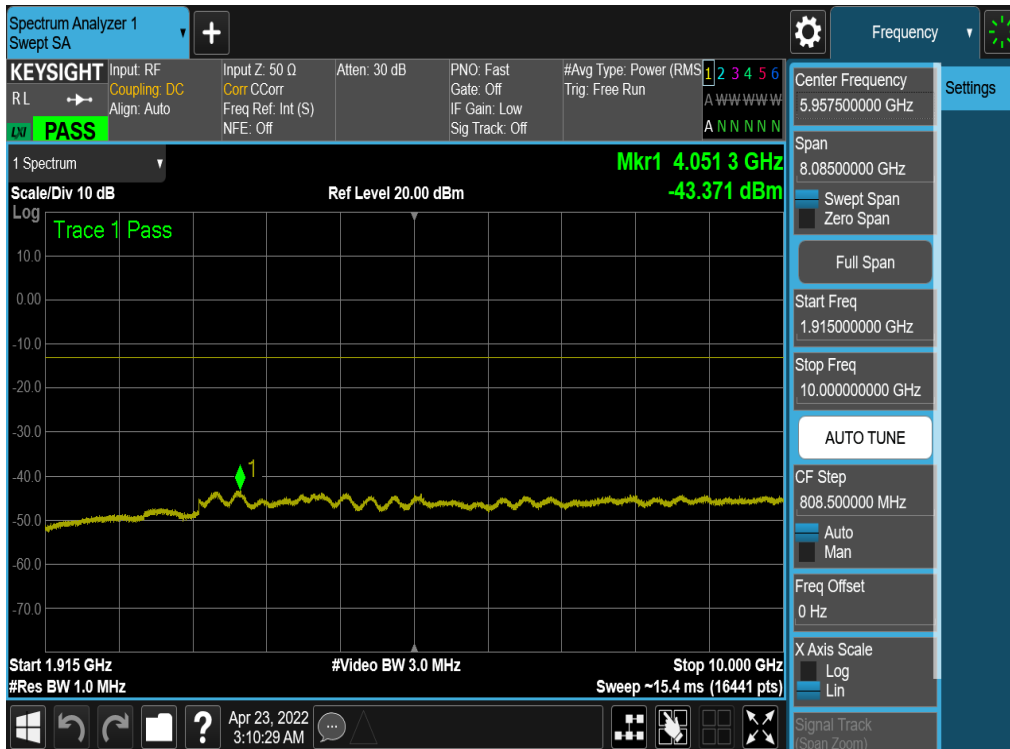 Spectrum Analyzer 1
Swept SA
+
Frequency
KEYSIGHT
R L
LXI PASS
Input: RF
Coupling: DC
Align: Auto
Input Z: 50 Ω
Corr CCorr
Freq Ref: Int (S)
NFE: Off
Atten: 30 dB
PNO: Fast
Gate: Off
IF Gain: Low
Sig Track: Off
#Avg Type: Power (RMS
Trig: Free Run
1 2 3 4 5 6
A W W W W W
A N N N N N
1 Spectrum
Mkr1 4.051 3 GHz
Scale/Div 10 dB
Ref Level 20.00 dBm
-43.371 dBm
Log
Trace 1 Pass
10.0
0.00
-10.0
-20.0
-30.0
-40.0
-50.0
-60.0
-70.0
1
Start 1.915 GHz
#Video BW 3.0 MHz
Stop 10.000 GHz
#Res BW 1.0 MHz
Sweep ~15.4 ms (16441 pts)
Apr 23, 2022
3:10:29 AM
?
Center Frequency
5.957500000 GHz
Span
8.08500000 GHz
Swept Span
Zero Span
Full Span
Start Freq
1.915000000 GHz
Stop Freq
10.000000000 GHz
AUTO TUNE
CF Step
808.500000 MHz
Auto
Man
Freq Offset
0 Hz
X Axis Scale
Log
Lin
Signal Track
(Span Zoom)
Settings